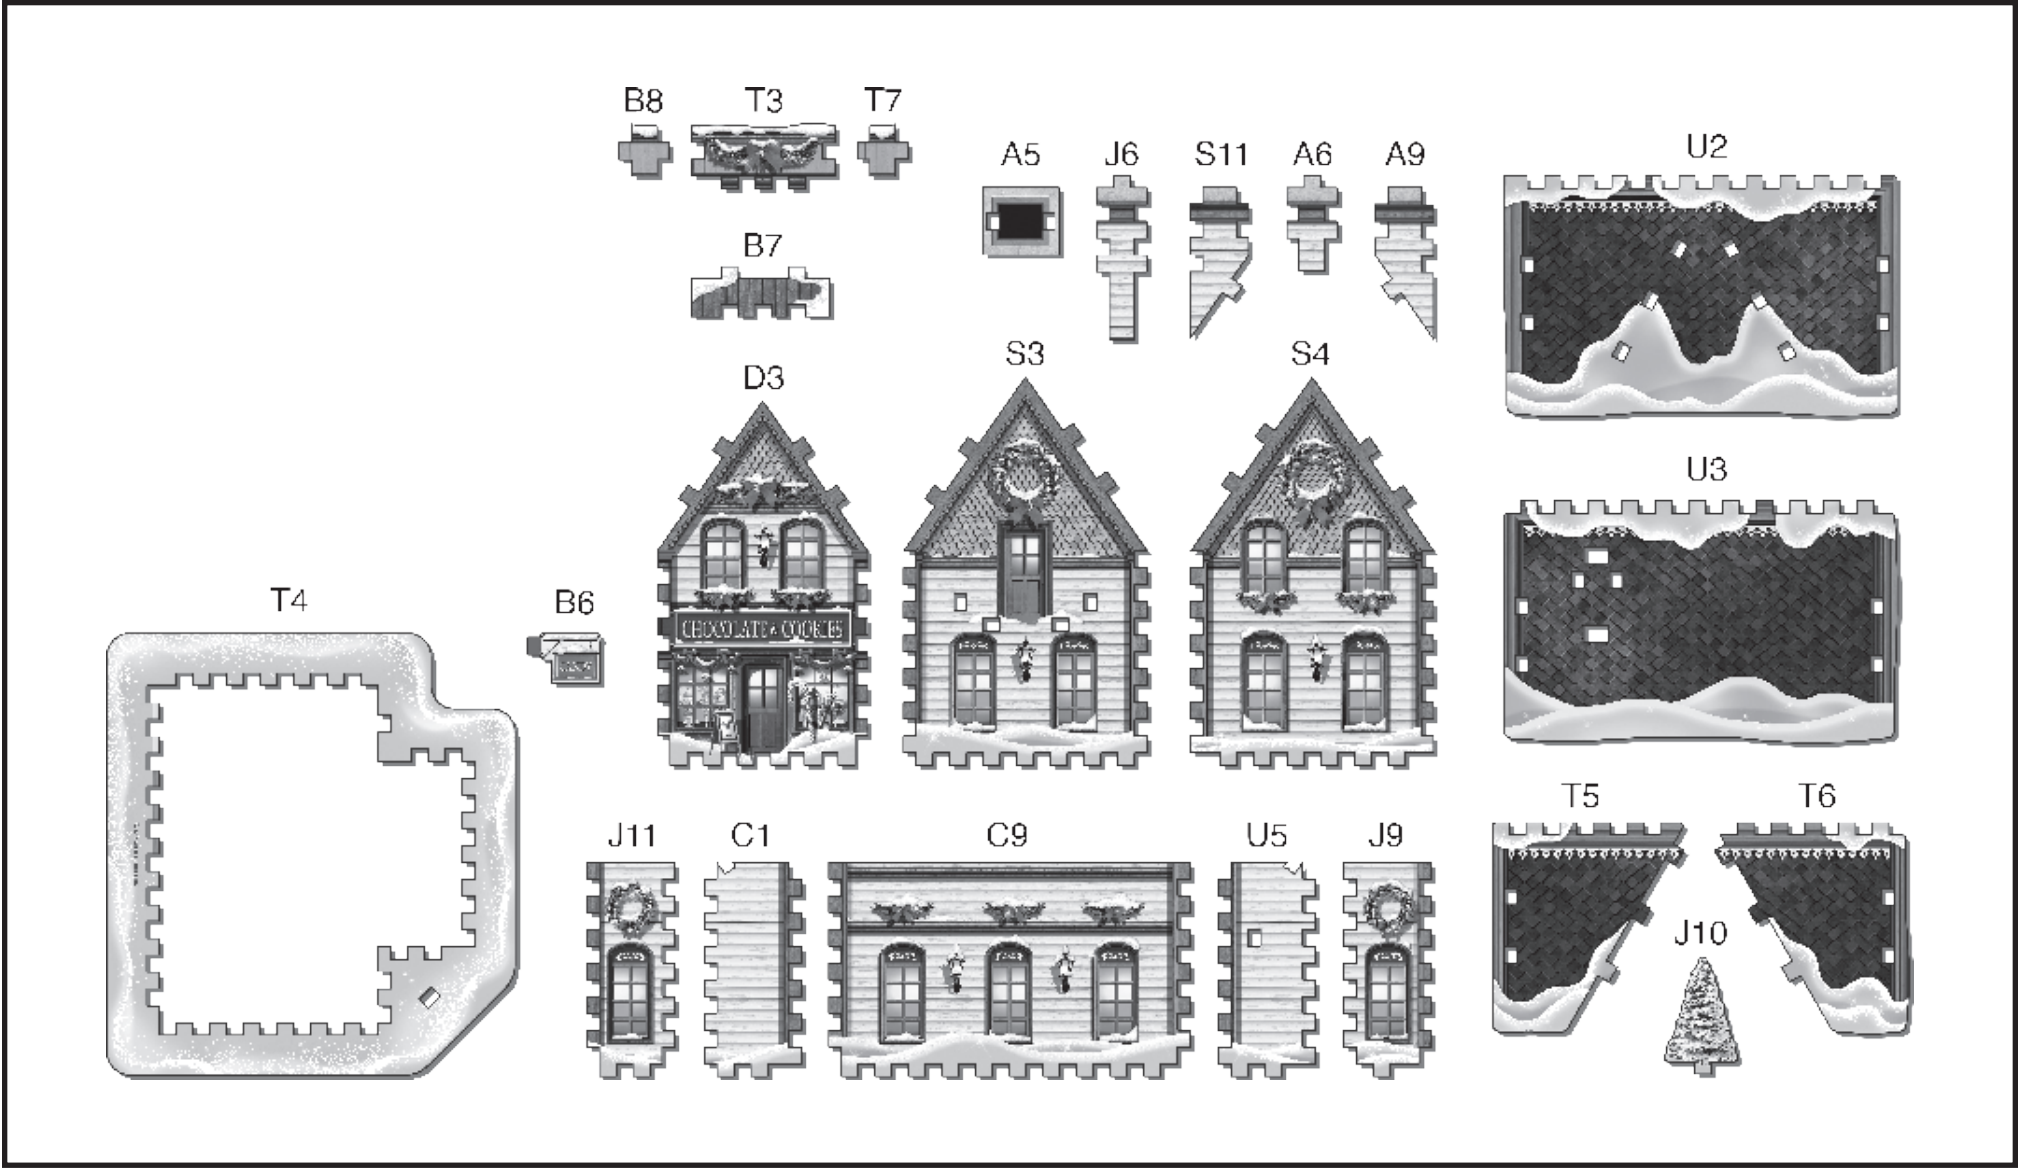 B8 T3 T7
A5 J6 S11 A6 A9 U2
B7
S3 S4
D3
U3
T4 B6
CHOCOLATE & COOKIES
T5 T6
J11 C1 C9 U5 J9
J10